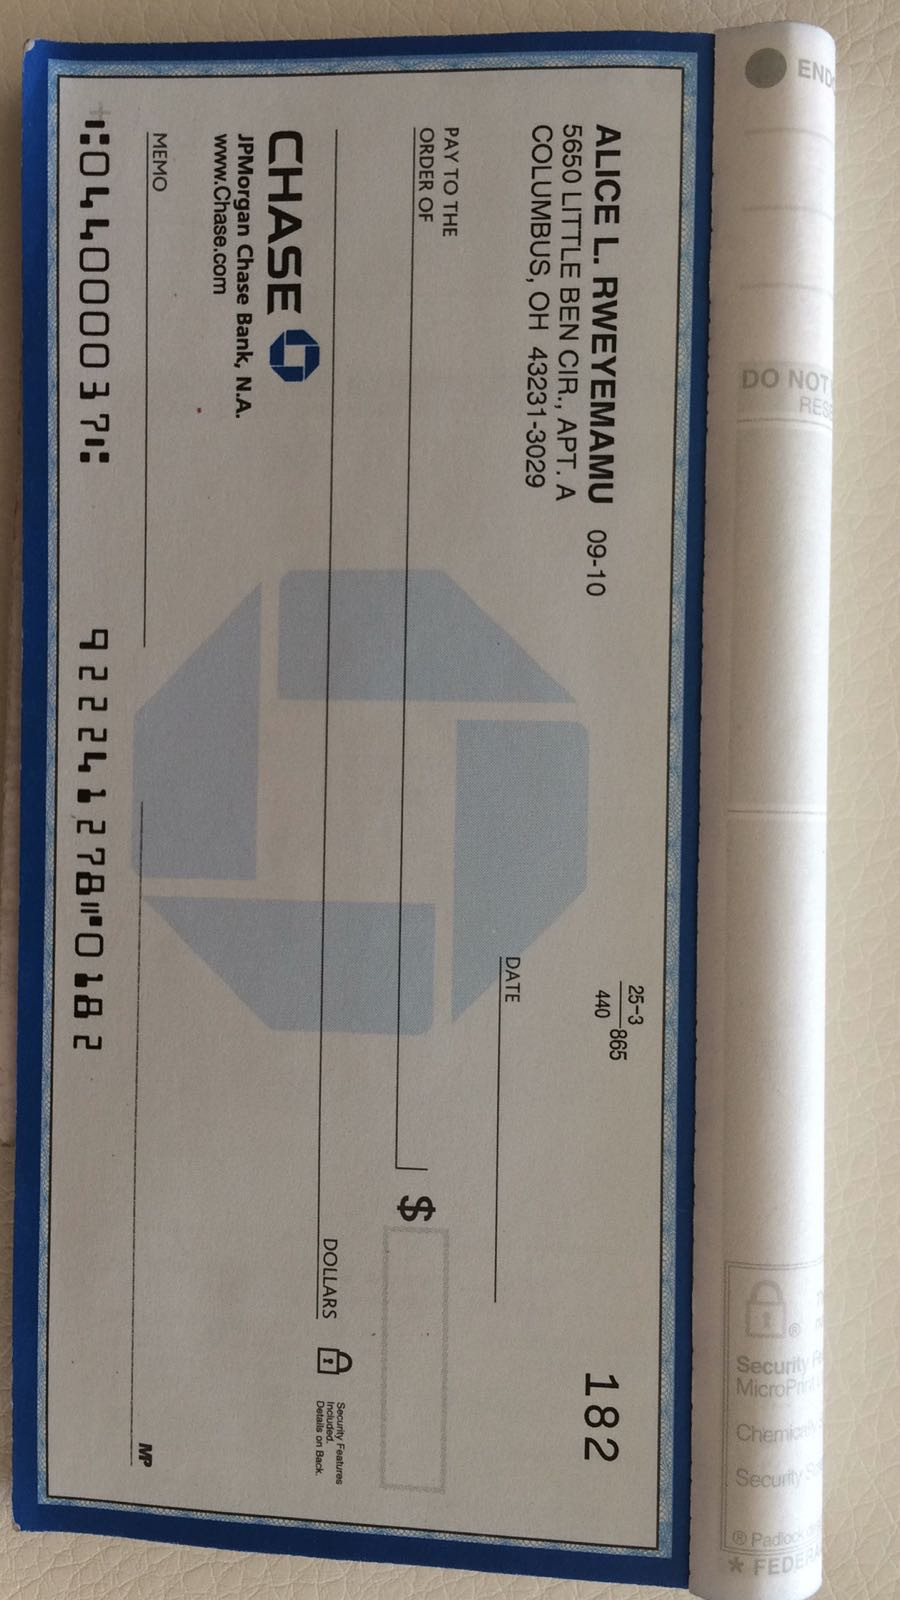 ALICE L. RWEYEMAMU 09-10
5650 LITTLE BEN CIR., APT. A
COLUMBUS, OH 43231-3029
182
25-3
440
865
DATE
PAY TO THE
ORDER OF
$
DOLLARS
Security Features
Included.
Details on Back.
CHASE
JPMorgan Chase Bank, N.A.
www.Chase.com
MEMO
MP
⑆044000037⑆ 922241278⑈0182
DO NOT
Security
® Padlock